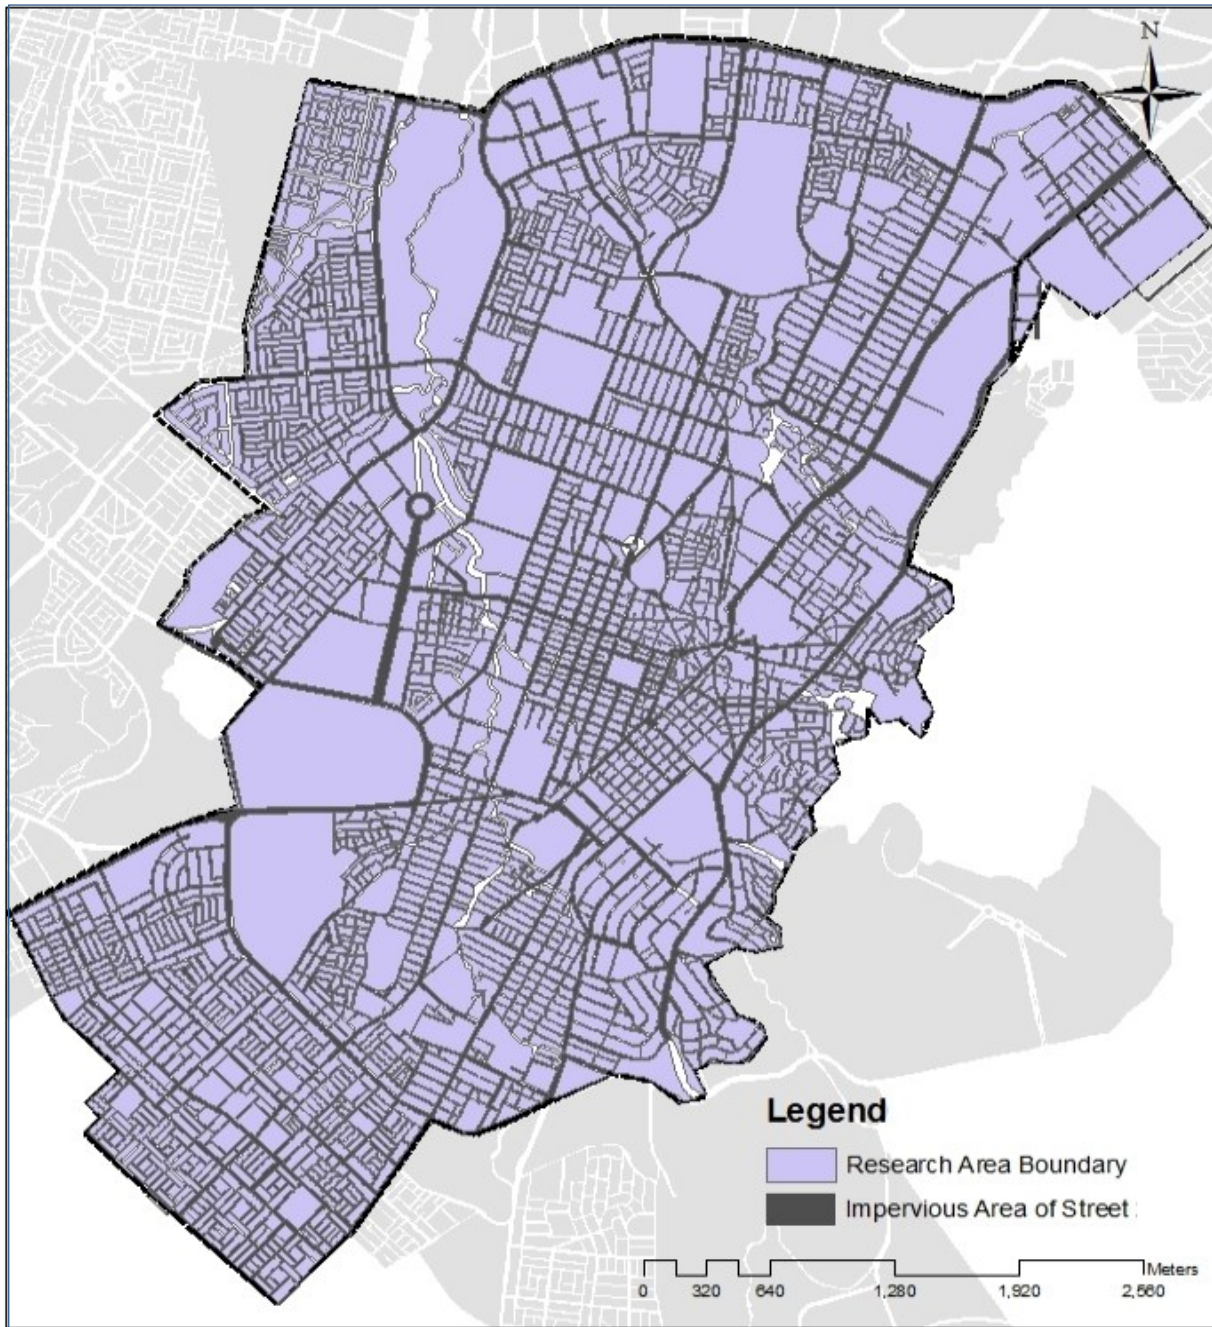 N
Legend
Research Area Boundary
Impervious Area of Street :
Meters
0 320 640 1,280 1,920 2,560